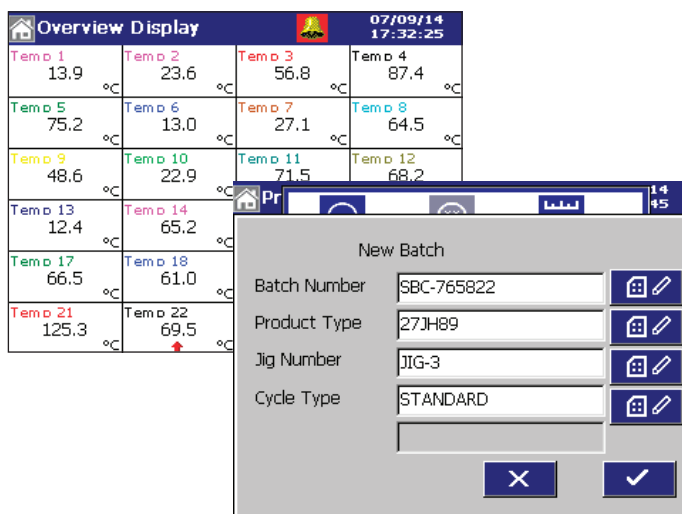 Overview Display 07/09/14
17:32:25
Temp 1 Temp 2 Temp 3 Temp 4
13.9 23.6 56.8 87.4
°C °C °C °C
Temp 5 Temp 6 Temp 7 Temp 8
75.2 13.0 27.1 64.5
°C °C °C °C
Temp 9 Temp 10 Temp 11 Temp 12
48.6 22.9 71.5 68.2
°C °C
Temp 13 Temp 14
12.4 65.2
°C °C
Temp 17 Temp 18
66.5 61.0
°C °C
Temp 21 Temp 22
125.3 69.5
°C °C
Pr 14
45
New Batch
Batch Number SBC-765822
Product Type 27JH89
Jig Number JIG-3
Cycle Type STANDARD